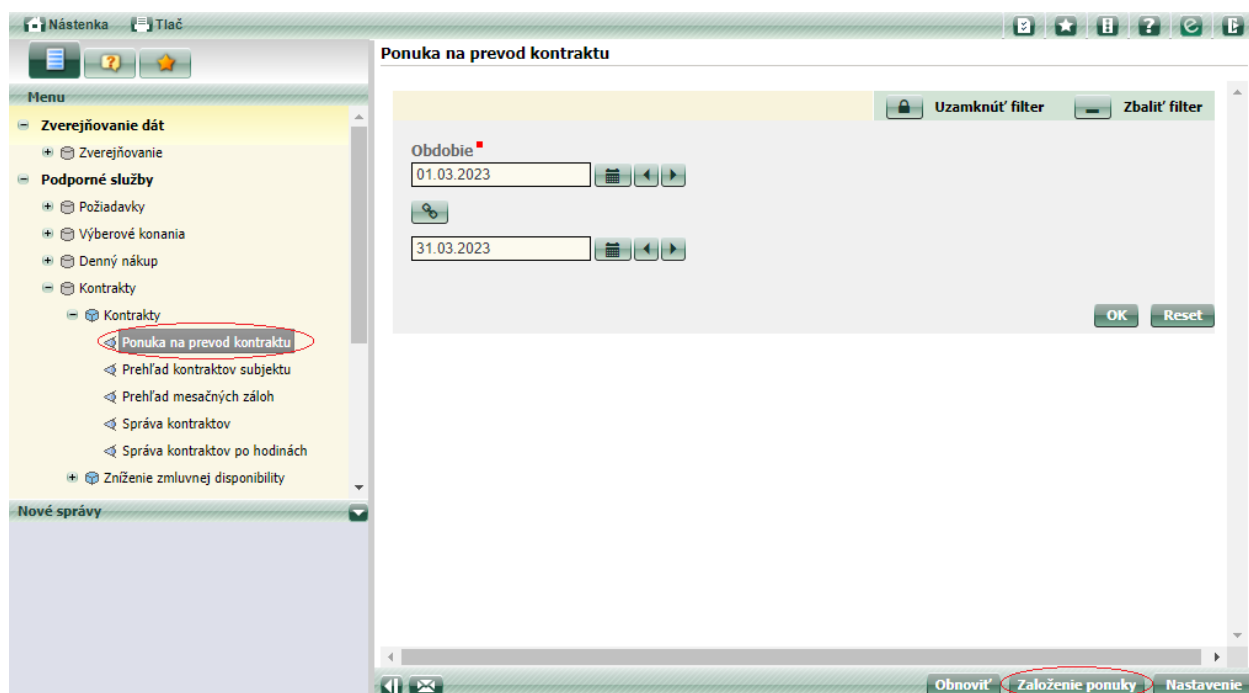 Nástenka Tlač
Ponuka na prevod kontraktu
Menu
Uzamknúť filter Zbaliť filter
Zverejňovanie dát
Zverejňovanie
Podporné služby
Požiadavky
Výberové konania
Denný nákup
Kontrakty
Kontrakty
Ponuka na prevod kontraktu
Prehľad kontraktov subjektu
Prehľad mesačných záloh
Správa kontraktov
Správa kontraktov po hodinách
Zníženie zmluvnej disponibility
Nové správy
Obdobie
01.03.2023
31.03.2023
OK Reset
Obnoviť Založenie ponuky Nastavenie